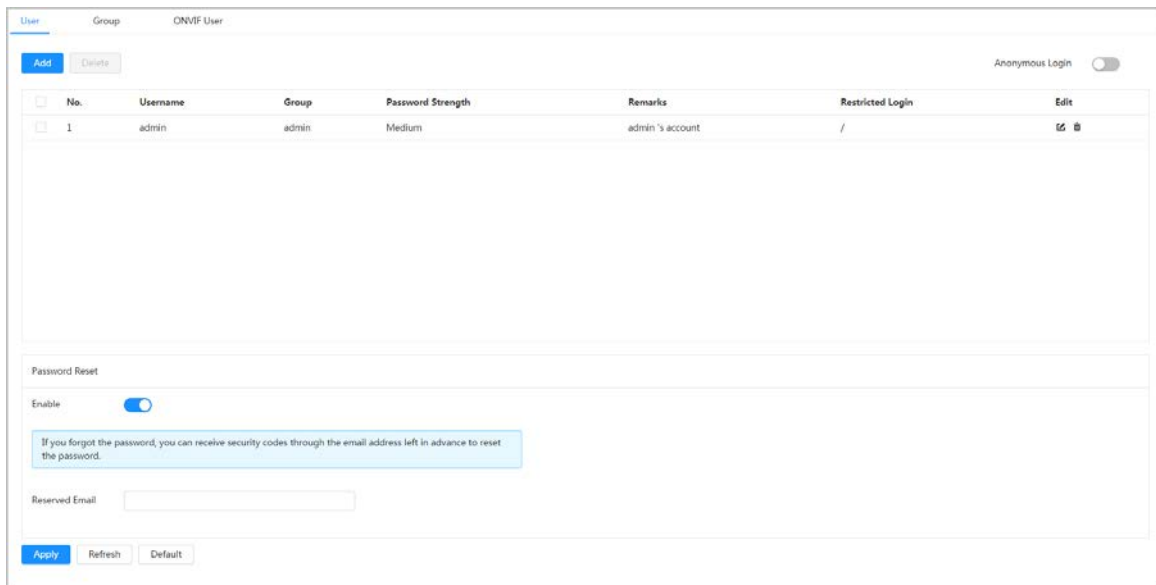 User Group ONVIF User
Add Delete Anonymous Login
No. Username Group Password Strength Remarks Restricted Login Edit
1 admin admin Medium admin 's account /
Password Reset
Enable
If you forgot the password, you can receive security codes through the email address left in advance to reset
the password.
Reserved Email
Apply Refresh Default